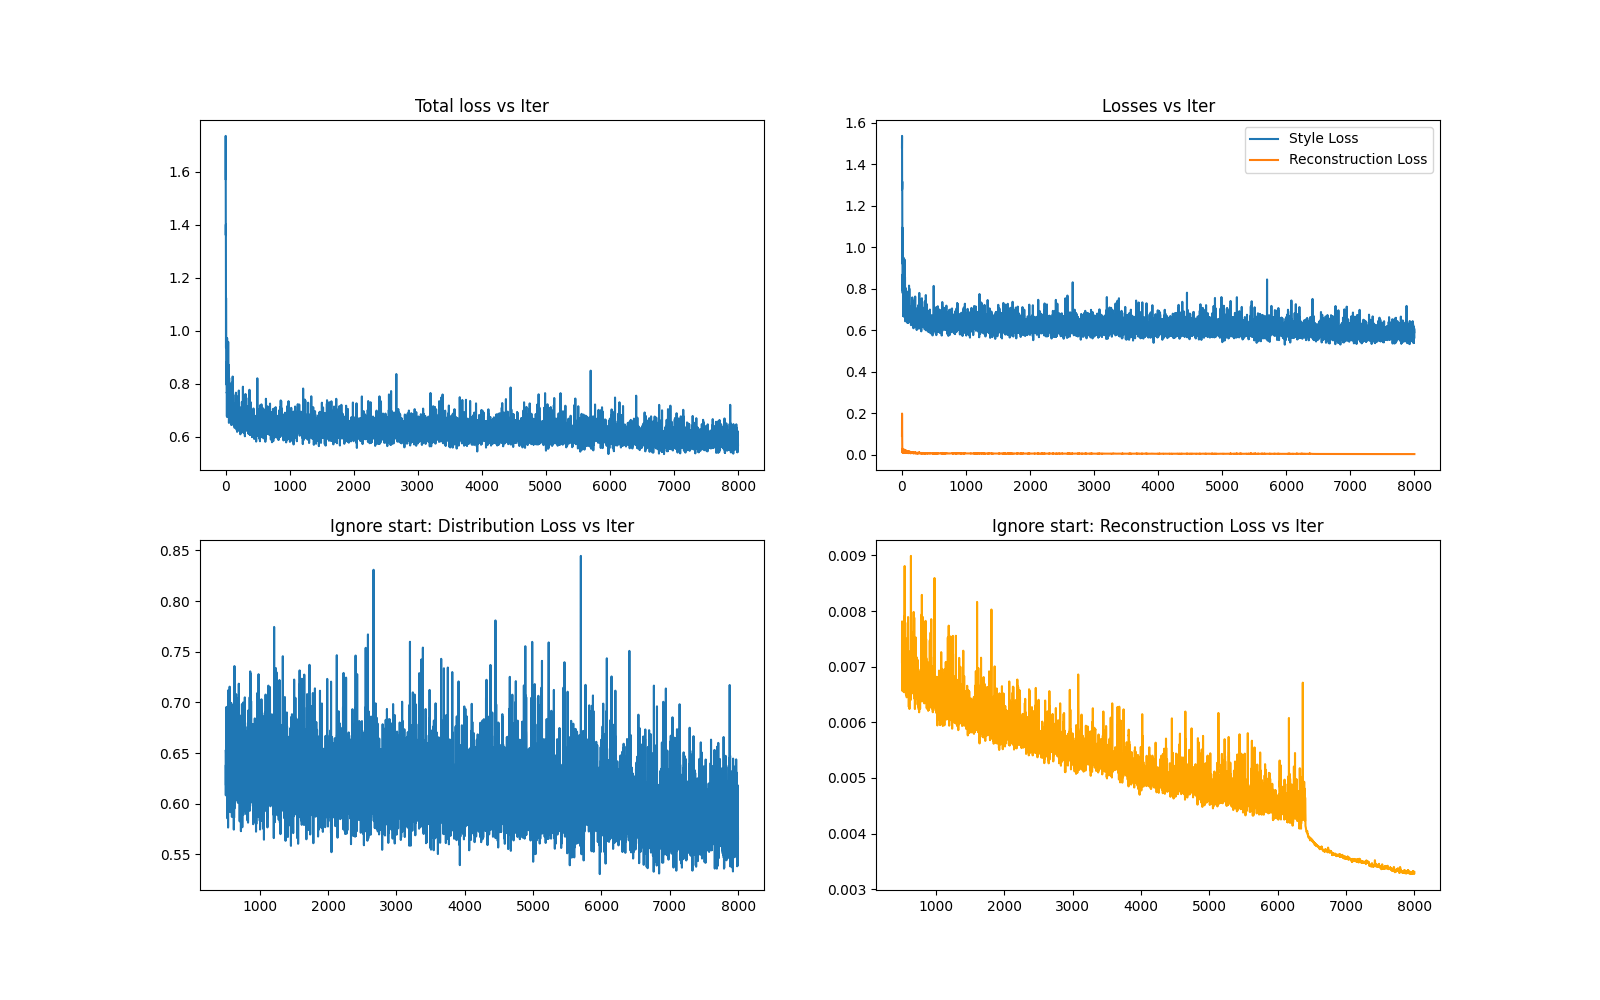 Total loss vs Iter
1.6
1.4
1.2
1.0
0.8
0.6
0 1000 2000 3000 4000 5000 6000 7000 8000
Losses vs Iter
Style Loss
Reconstruction Loss
1.6
1.4
1.2
1.0
0.8
0.6
0.4
0.2
0.0
0 1000 2000 3000 4000 5000 6000 7000 8000
Ignore start: Distribution Loss vs Iter
0.85
0.80
0.75
0.70
0.65
0.60
0.55
1000 2000 3000 4000 5000 6000 7000 8000
Ignore start: Reconstruction Loss vs Iter
0.009
0.008
0.007
0.006
0.005
0.004
0.003
1000 2000 3000 4000 5000 6000 7000 8000